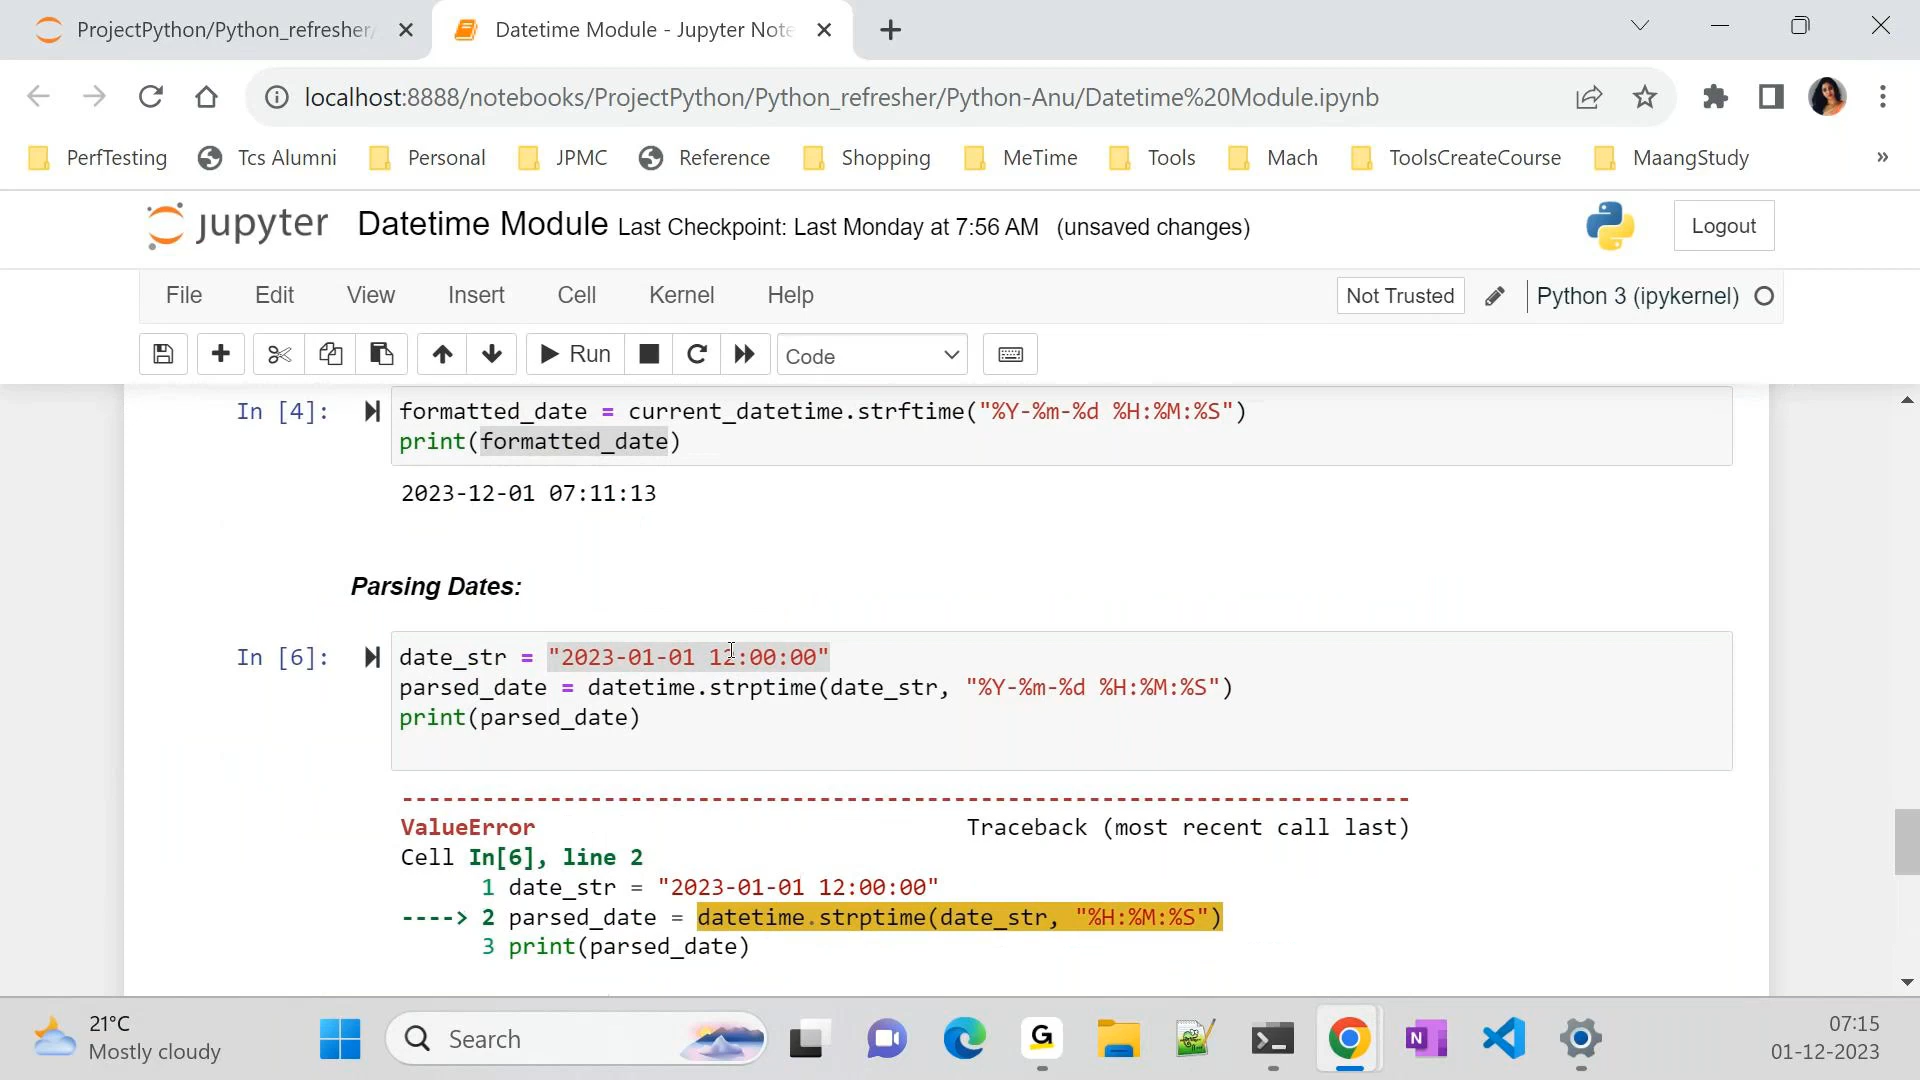 ProjectPython/Python_refresher/
Datetime Module - Jupyter Note
localhost:8888/notebooks/ProjectPython/Python_refresher/Python-Anu/Datetime%20Module.ipynb
PerfTesting Tcs Alumni Personal JPMC Reference Shopping MeTime Tools Mach ToolsCreateCourse MaangStudy »
jupyter Datetime Module Last Checkpoint: Last Monday at 7:56 AM (unsaved changes) Logout
File Edit View Insert Cell Kernel Help Not Trusted Python 3 (ipykernel)
Run Code
In [4]: formatted_date = current_datetime.strftime("%Y-%m-%d %H:%M:%S")
print(formatted_date)
2023-12-01 07:11:13
Parsing Dates:
In [6]: date_str = "2023-01-01 12:00:00"
parsed_date = datetime.strptime(date_str, "%Y-%m-%d %H:%M:%S")
print(parsed_date)
---------------------------------------------------------------------------
ValueError Traceback (most recent call last)
Cell In[6], line 2
1 date_str = "2023-01-01 12:00:00"
----> 2 parsed_date = datetime.strptime(date_str, "%H:%M:%S")
3 print(parsed_date)
21°C
Mostly cloudy
Search
07:15
01-12-2023